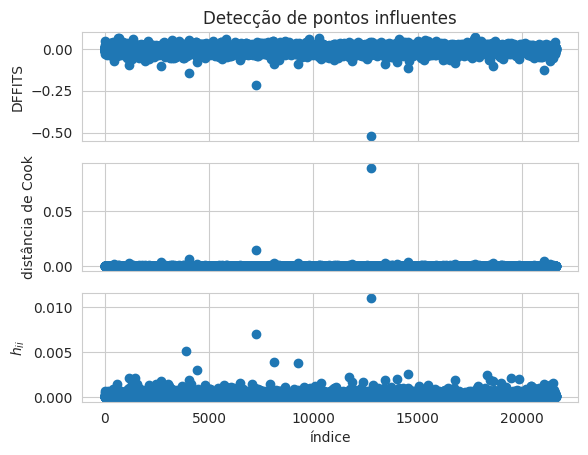 Detecção de pontos influentes
DFFITS
0.00
−0.25
−0.50
distância de Cook
0.05
0.00
hii
0.010
0.005
0.000
0
5000
10000
15000
20000
índice